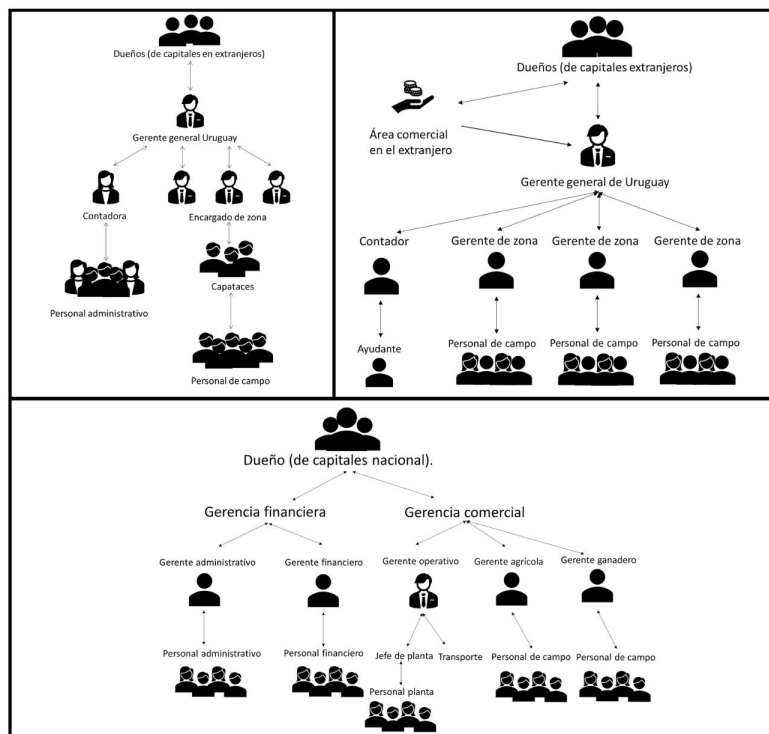 Dueños (de capitales en extranjeros)
Gerente general Uruguay
Contadora
Encargado de zona
Capataces
Personal administrativo
Personal de campo
Dueños (de capitales extranjeros)
Área comercial
en el extranjero
Gerente general de Uruguay
Contador
Gerente de zona
Gerente de zona
Gerente de zona
Ayudante
Personal de campo
Personal de campo
Personal de campo
Dueño (de capitales nacional).
Gerencia financiera
Gerencia comercial
Gerente administrativo
Gerente financiero
Gerente operativo
Gerente agrícola
Gerente ganadero
Personal administrativo
Personal financiero
Jefe de planta
Transporte
Personal de campo
Personal de campo
Personal planta